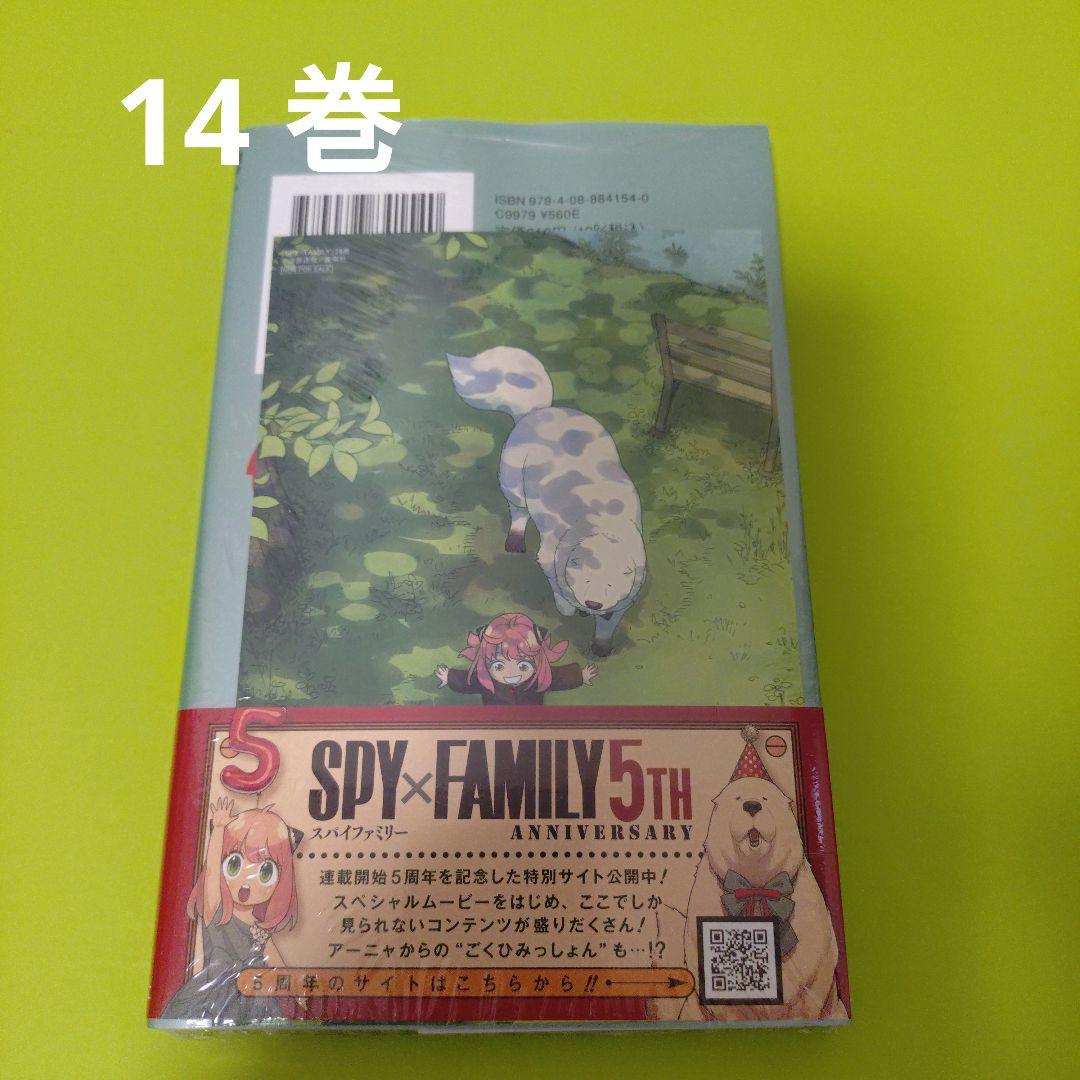 14 巻
ISBN 978-4-08-884154-0
C9979 ¥560E
NOT FOR SALE
5
SPY×FAMILY 5TH
スパイファミリー ANNIVERSARY
連載開始5周年を記念した特別サイト公開中！
スペシャルムービーをはじめ、ここでしか
見られないコンテンツが盛りだくさん！
アーニャからの“ごくひみっしょん”も…!?
5周年のサイトはこちらから!!